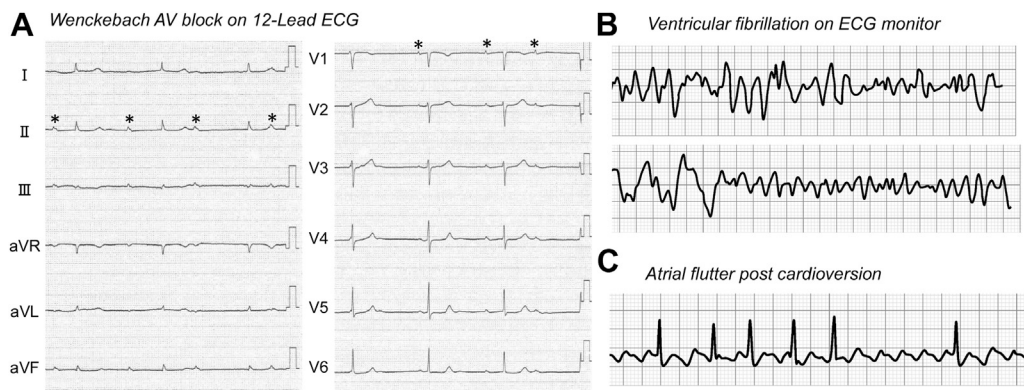 A
Wenckebach AV block on 12-Lead ECG
I
II
*
*
*
*
III
aVR
aVL
aVF
V1
*
*
*
V2
V3
V4
V5
V6
B
Ventricular fibrillation on ECG monitor
C
Atrial flutter post cardioversion